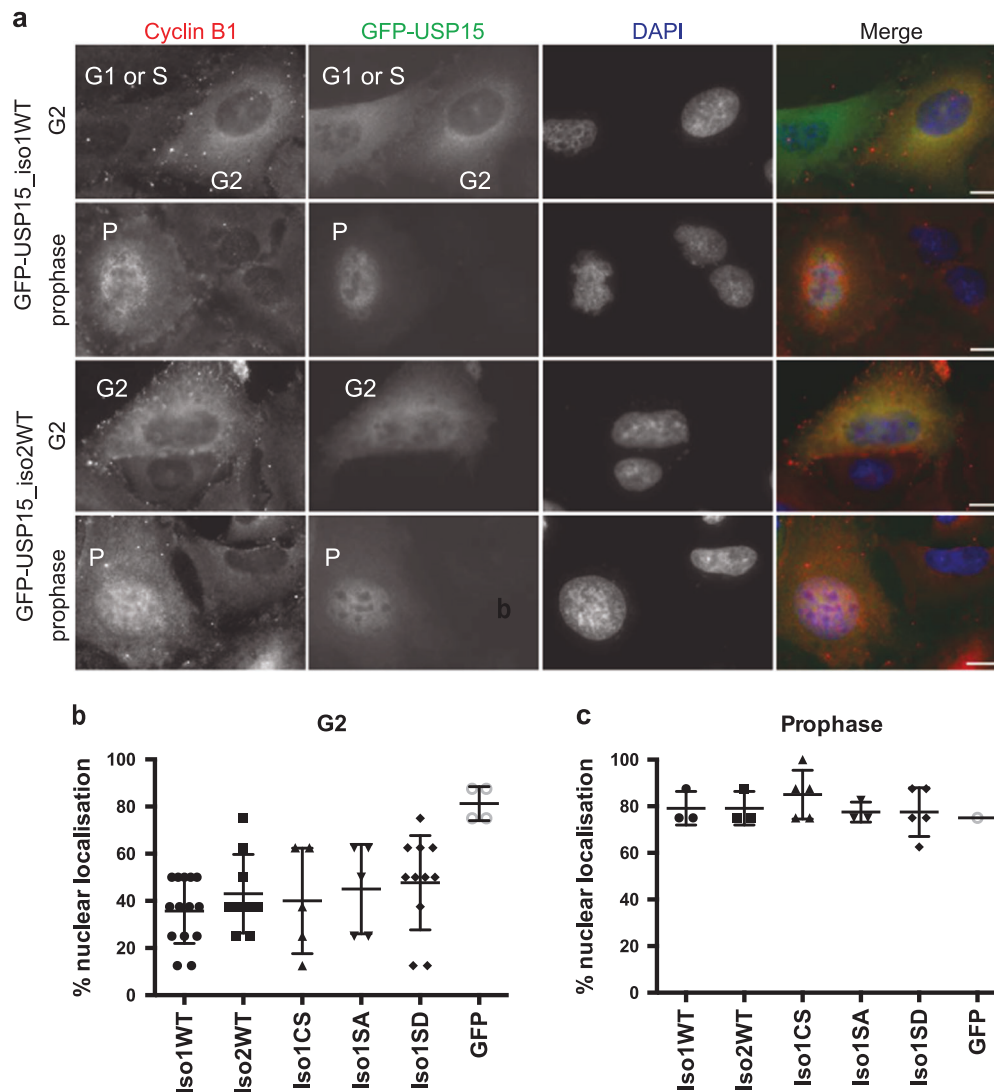 a
Cyclin B1 GFP-USP15 DAPI Merge
GFP-USP15_iso1WT
G2
G1 or S G1 or S
G2 G2
prophase
P P
GFP-USP15_iso2WT
G2
G2 G2
prophase
P P
b
b
G2
% nuclear localisation
100
80
60
40
20
0
Iso1WT Iso2WT Iso1CS Iso1SA Iso1SD GFP
c
Prophase
% nuclear localisation
100
80
60
40
20
0
Iso1WT Iso2WT Iso1CS Iso1SA Iso1SD GFP